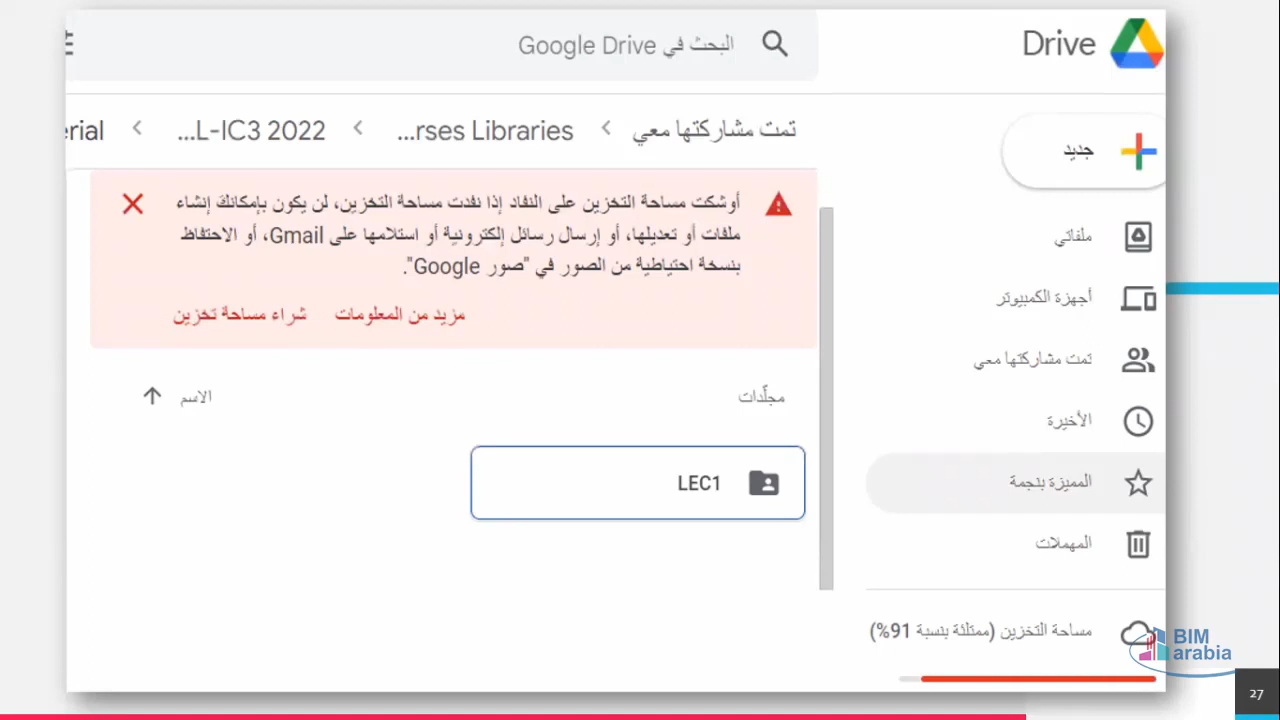 Drive
البحث في Google Drive
تمت مشاركتها معي > ...rses Libraries > ...L-IC3 2022 > erial
جديد
أوشكت مساحة التخزين على النفاد إذا نفدت مساحة التخزين، لن يكون بإمكانك إنشاء
ملفات أو تعديلها، أو إرسال رسائل إلكترونية أو استلامها على Gmail، أو الاحتفاظ
بنسخة احتياطية من الصور في "صور Google".
مزيد من المعلومات شراء مساحة تخزين
مجلّدات
الاسم
LEC1
ملفاتي
أجهزة الكمبيوتر
تمت مشاركتها معي
الأخيرة
المميزة بنجمة
المهملات
مساحة التخزين (ممتلئة بنسبة 91%)
BIM
arabia
27